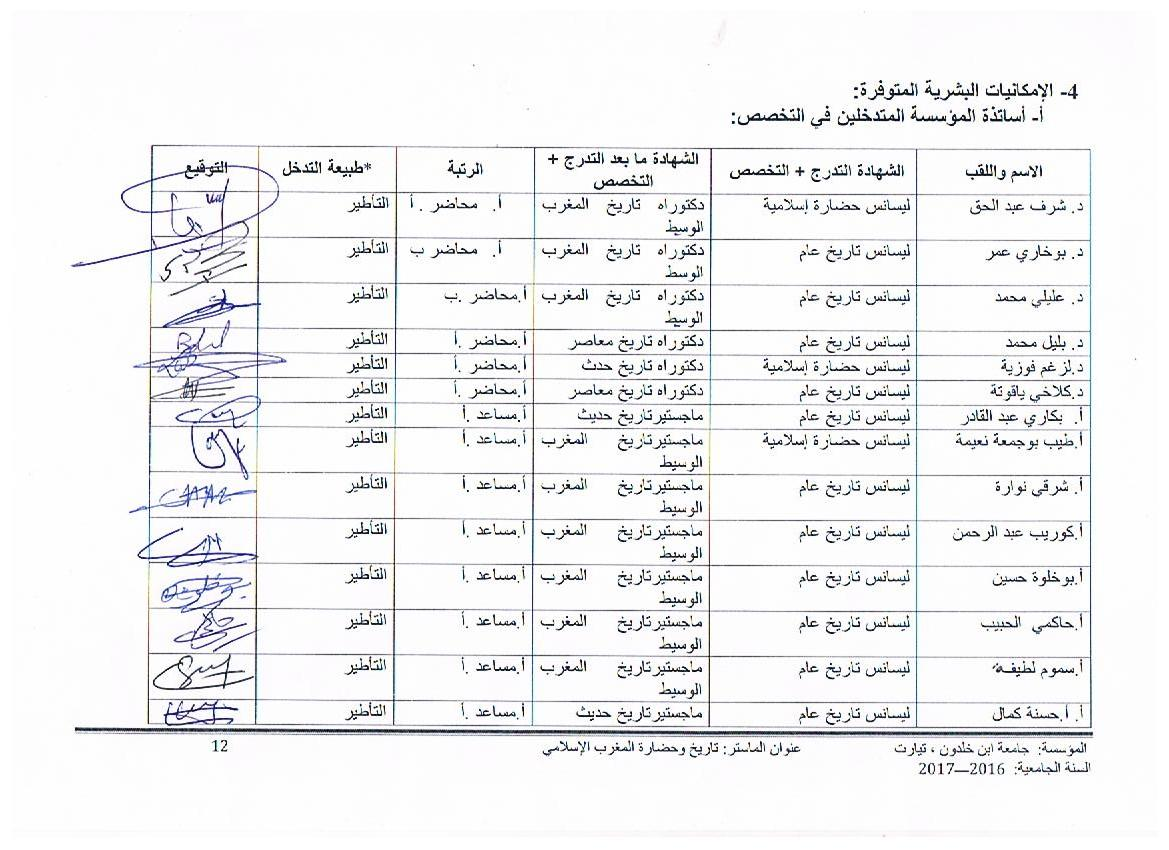 4- الإمكانيات البشرية المتوفرة:
أ- أساتذة المؤسسة المتدخلين في التخصص:
الاسم واللقب الشهادة التدرج + التخصص الشهادة ما بعد التدرج + التخصص الرتبة *طبيعة التدخل التوقيع
د. شرف عبد الحق ليسانس حضارة إسلامية دكتوراه تاريخ المغرب الوسيط أ. محاضر .أ التأطير
د. بوخاري عمر ليسانس تاريخ عام دكتوراه تاريخ المغرب الوسط أ. محاضر ب التأطير
د. عليلي محمد ليسانس تاريخ عام دكتوراه تاريخ المغرب الوسيط أ.محاضر .ب التأطير
د. بليل محمد ليسانس تاريخ عام دكتوراه تاريخ معاصر أ.محاضر .أ التأطير
د.لزغم فوزية ليسانس حضارة إسلامية دكتوراه تاريخ حدث أ.محاضر .أ التأطير
د.كلاخي ياقوتة ليسانس تاريخ عام دكتوراه تاريخ معاصر أ.محاضر .أ التأطير
أ. بكاري عبد القادر ليسانس تاريخ عام ماجستيرتاريخ حديث أ.مساعد .أ التأطير
أ.طيب بوجمعة نعيمة ليسانس حضارة إسلامية ماجستيرتاريخ المغرب الوسيط أ.مساعد .أ التأطير
أ. شرقي نوارة ليسانس تاريخ عام ماجستيرتاريخ المغرب الوسيط أ.مساعد .أ التأطير
أ.كوريب عبد الرحمن ليسانس تاريخ عام ماجستيرتاريخ المغرب الوسيط أ.مساعد .أ التأطير
أ.بوخلوة حسين ليسانس تاريخ عام ماجستيرتاريخ المغرب الوسيط أ.مساعد .أ التأطير
أ.حاكمي الحبيب ليسانس تاريخ عام ماجستيرتاريخ المغرب الوسيط أ.مساعد .أ التأطير
أ.سموم لطيفة ليسانس تاريخ عام ماجستيرتاريخ المغرب الوسيط أ.مساعد .أ التأطير
أ. أ.حسنة كمال ليسانس تاريخ عام ماجستيرتاريخ حديث أ.مساعد .أ التأطير
المؤسسة: جامعة ابن خلدون ، تيارت عنوان الماستر: تاريخ وحضارة المغرب الإسلامي 12
السنة الجامعية: 2016—2017